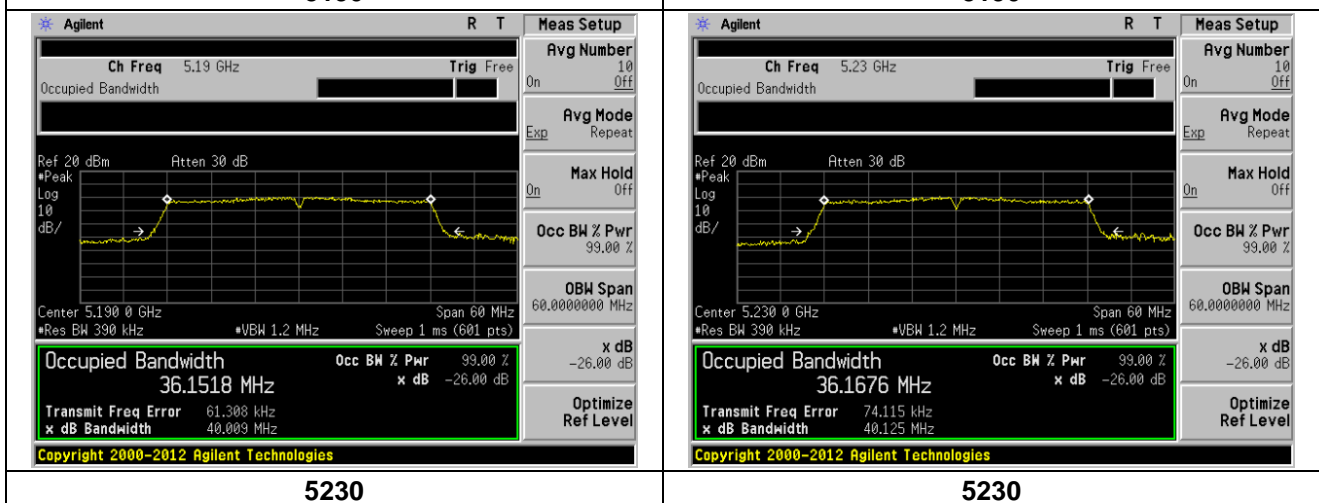 Agilent R T Meas Setup
Avg Number
10
On Off
Ch Freq 5.19 GHz Trig Free
Occupied Bandwidth
Avg Mode
Exp Repeat
Max Hold
On Off
Occ BW % Pwr
99.00 %
OBW Span
60.0000000 MHz
x dB
-26.00 dB
Optimize
Ref Level
Ref 20 dBm Atten 30 dB
#Peak
Log
10
dB/
Center 5.190 0 GHz Span 60 MHz
#Res BW 390 kHz #VBW 1.2 MHz Sweep 1 ms (601 pts)
Occupied Bandwidth Occ BW % Pwr 99.00 %
36.1518 MHz x dB -26.00 dB
Transmit Freq Error 61.308 kHz
x dB Bandwidth 40.009 MHz
Copyright 2000-2012 Agilent Technologies
5230
Agilent R T Meas Setup
Avg Number
10
On Off
Ch Freq 5.23 GHz Trig Free
Occupied Bandwidth
Avg Mode
Exp Repeat
Max Hold
On Off
Occ BW % Pwr
99.00 %
OBW Span
60.0000000 MHz
x dB
-26.00 dB
Optimize
Ref Level
Ref 20 dBm Atten 30 dB
#Peak
Log
10
dB/
Center 5.230 0 GHz Span 60 MHz
#Res BW 390 kHz #VBW 1.2 MHz Sweep 1 ms (601 pts)
Occupied Bandwidth Occ BW % Pwr 99.00 %
36.1676 MHz x dB -26.00 dB
Transmit Freq Error 74.115 kHz
x dB Bandwidth 40.125 MHz
Copyright 2000-2012 Agilent Technologies
5230